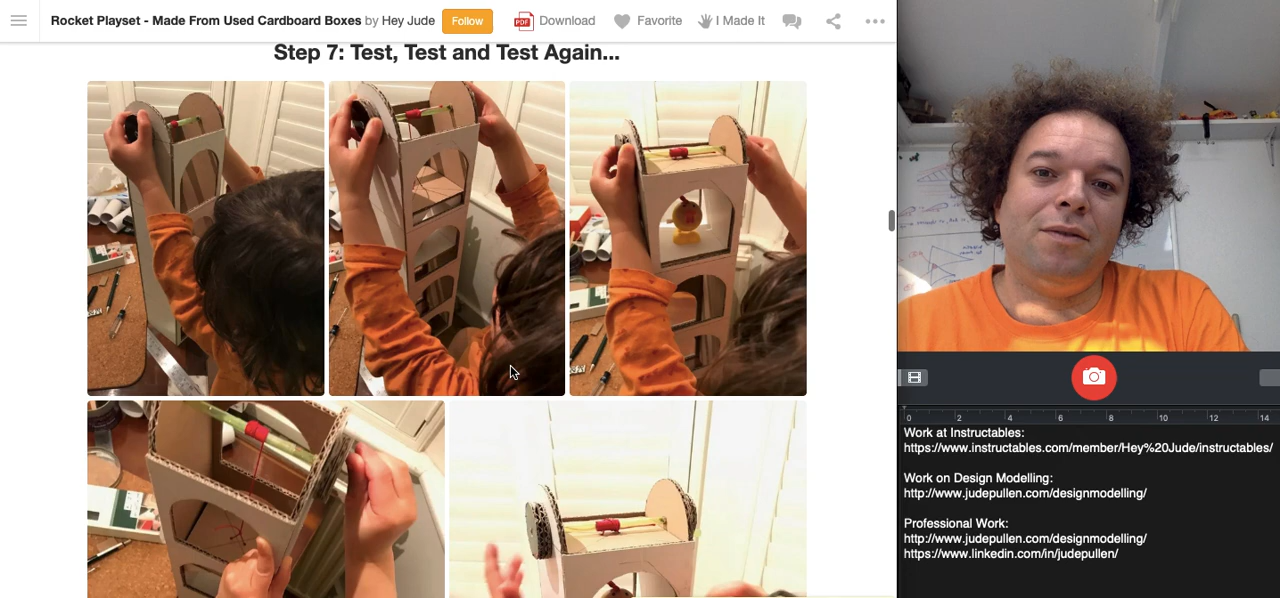 Rocket Playset - Made From Used Cardboard Boxes by Hey Jude Follow PDF Download Favorite I Made It
Step 7: Test, Test and Test Again...
0 2 4 6 8 10 12 14
Work at Instructables:
https://www.instructables.com/member/Hey%20Jude/instructables/
Work on Design Modelling:
http://www.judepullen.com/designmodelling/
Professional Work:
http://www.judepullen.com/designmodelling/
https://www.linkedin.com/in/judepullen/